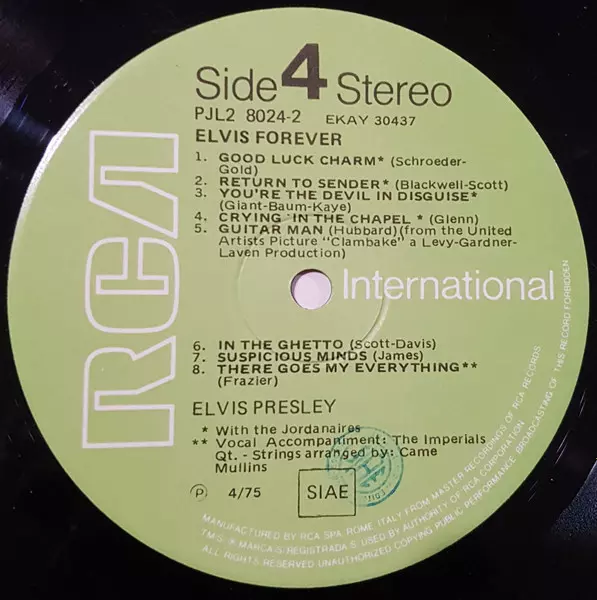 Side 4 Stereo
PJL2 8024-2 EKAY 30437
ELVIS FOREVER
1. GOOD LUCK CHARM* (Schroeder-
Gold)
2. RETURN TO SENDER* (Blackwell-Scott)
3. YOU'RE THE DEVIL IN DISGUISE*
(Giant-Baum-Kaye)
4. CRYING IN THE CHAPEL * (Glenn)
5. GUITAR MAN (Hubbard)(from the United
Artists Picture "Clambake" a Levy-Gardner-
Laven Production)
RCA
International
6. IN THE GHETTO (Scott-Davis)
7. SUSPICIOUS MINDS (James)
8. THERE GOES MY EVERYTHING**
(Frazier)
ELVIS PRESLEY
* With the Jordanaires
** Vocal Accompaniment: The Imperials
Qt. - Strings arranged by: Came
Mullins
Ⓟ 4/75 SIAE
MANUFACTURED BY RCA SPA, ROME, ITALY FROM MASTER RECORDINGS OF RCA RECORDS
TMS ® MARCAS REGISTRADAS. USED BY AUTHORITY OF RCA CORPORATION.
ALL RIGHTS RESERVED UNAUTHORIZED COPYING PUBLIC PERFORMANCE BROADCASTING OF THIS RECORD FORBIDDEN